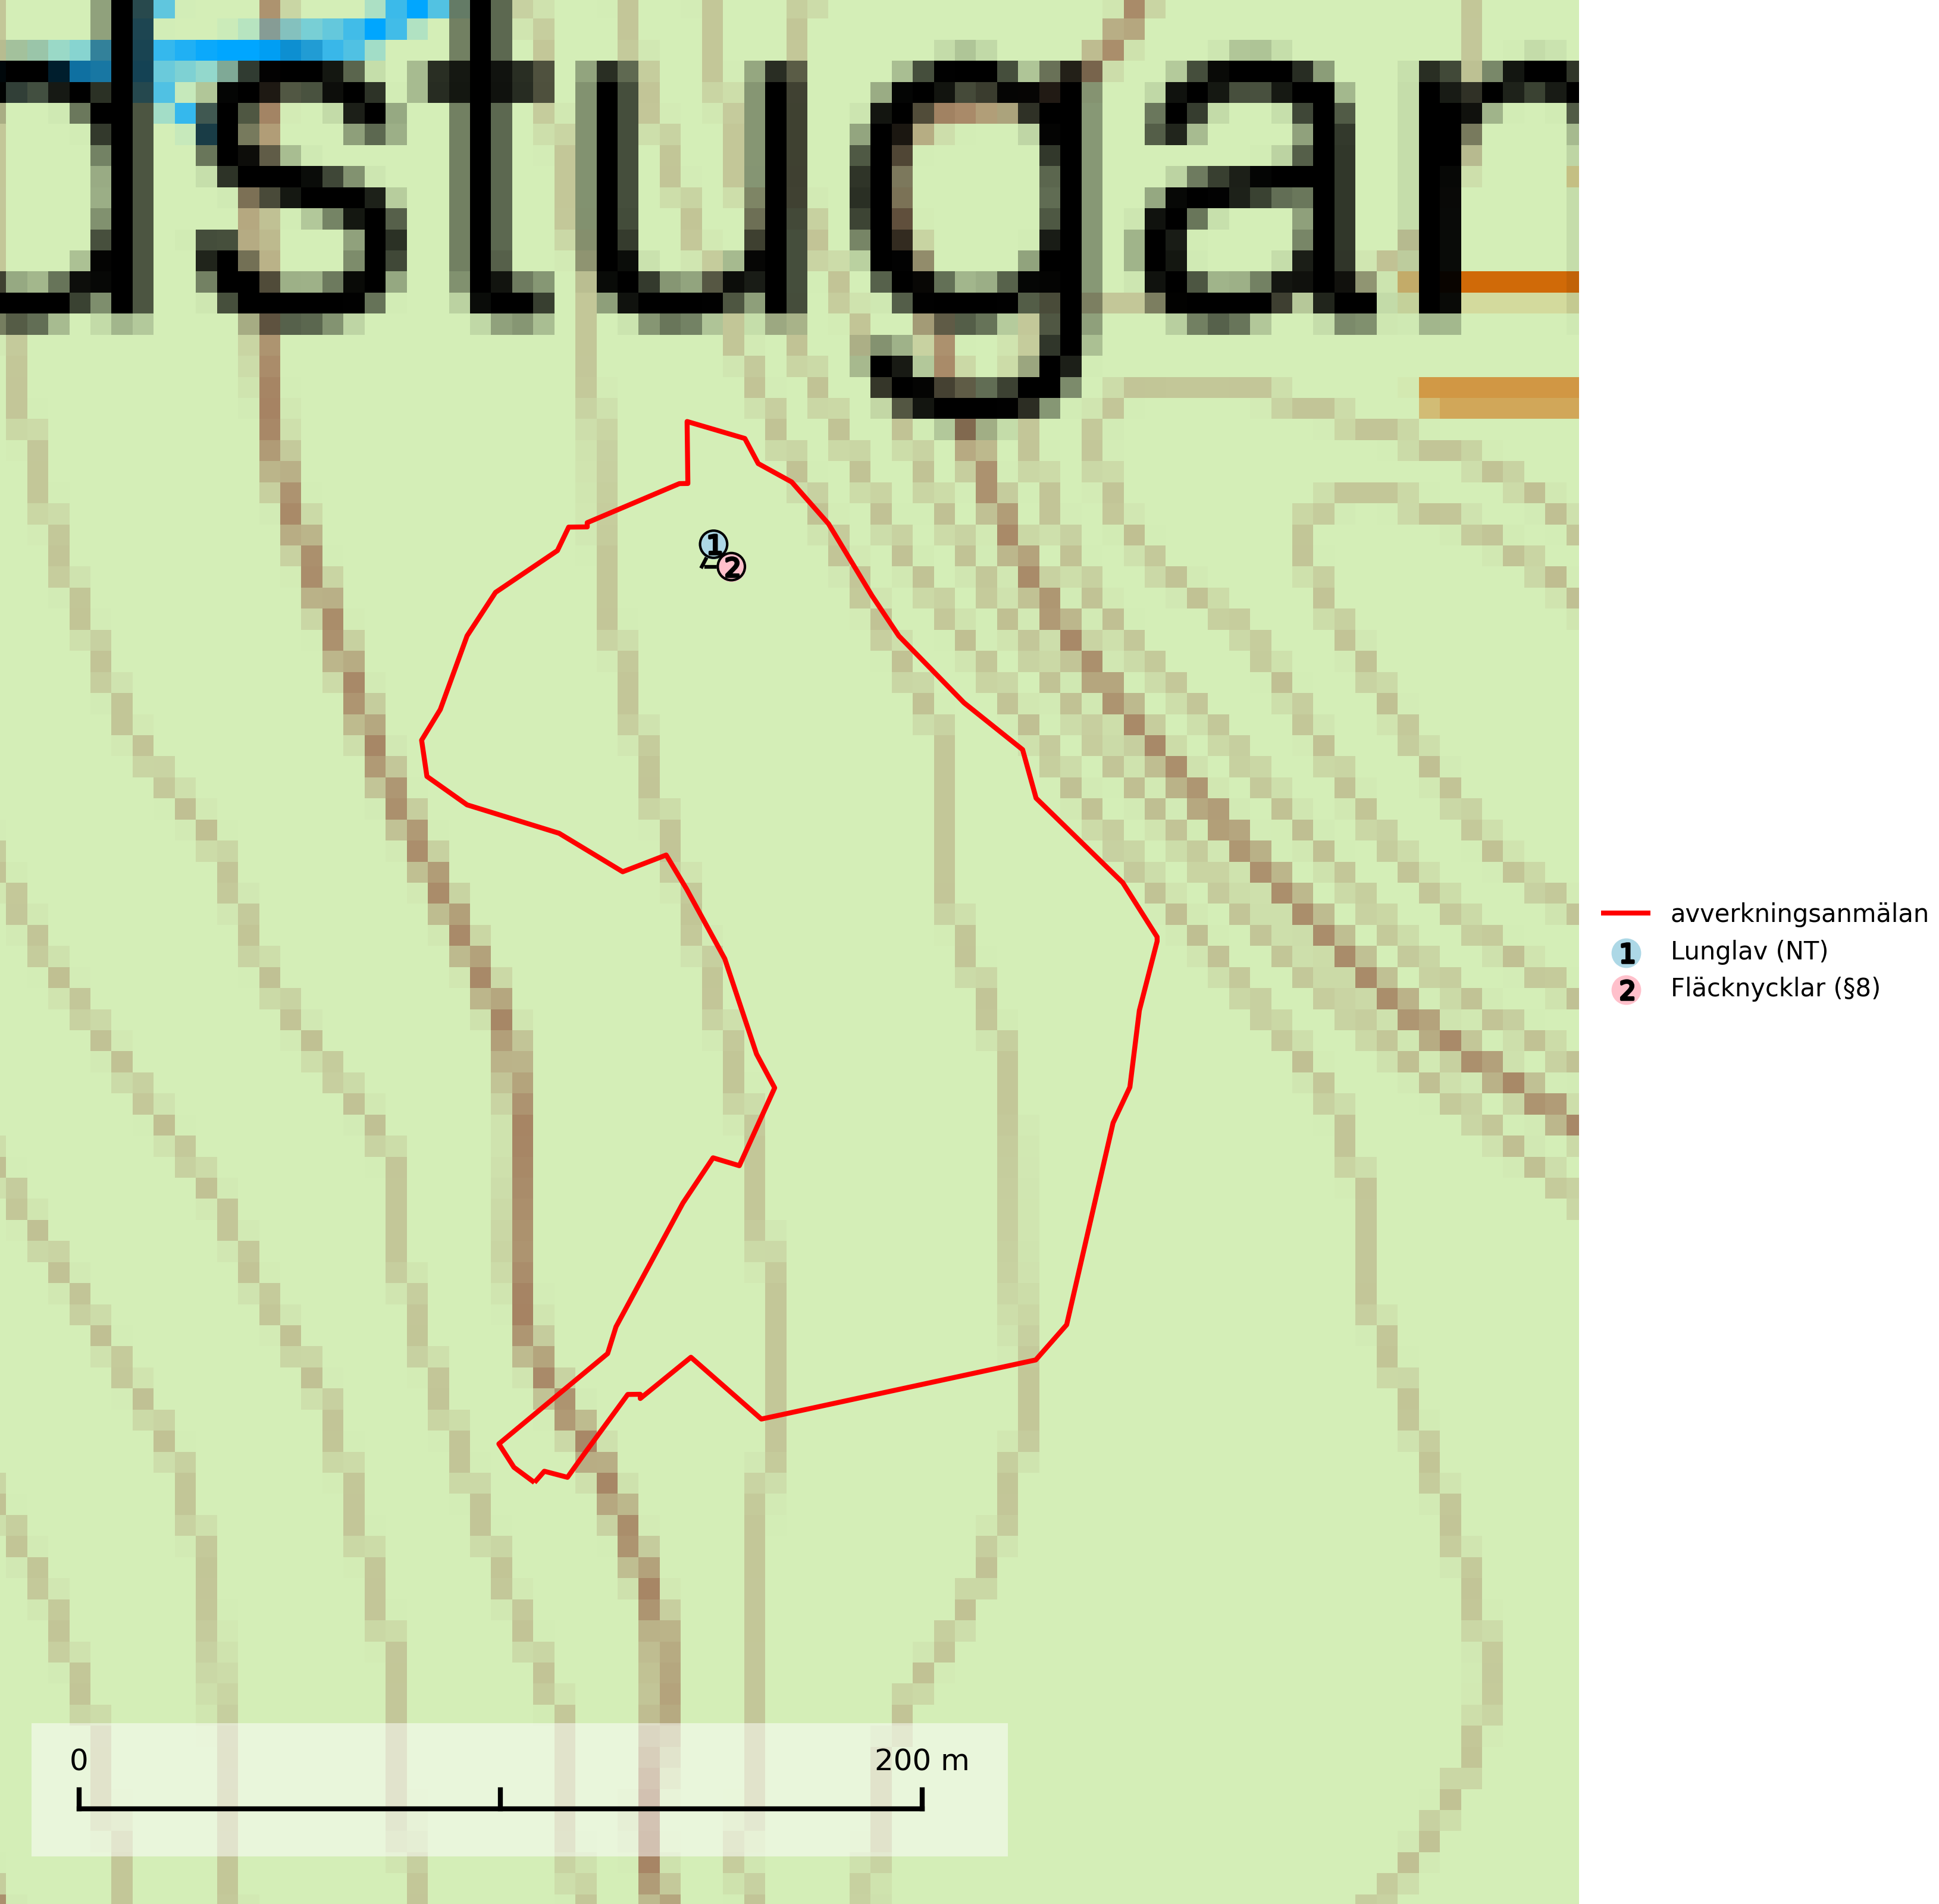 dstugar
1
2
avverkningsanmälan
1 Lunglav (NT)
2 Fläcknycklar (§8)
0 200 m